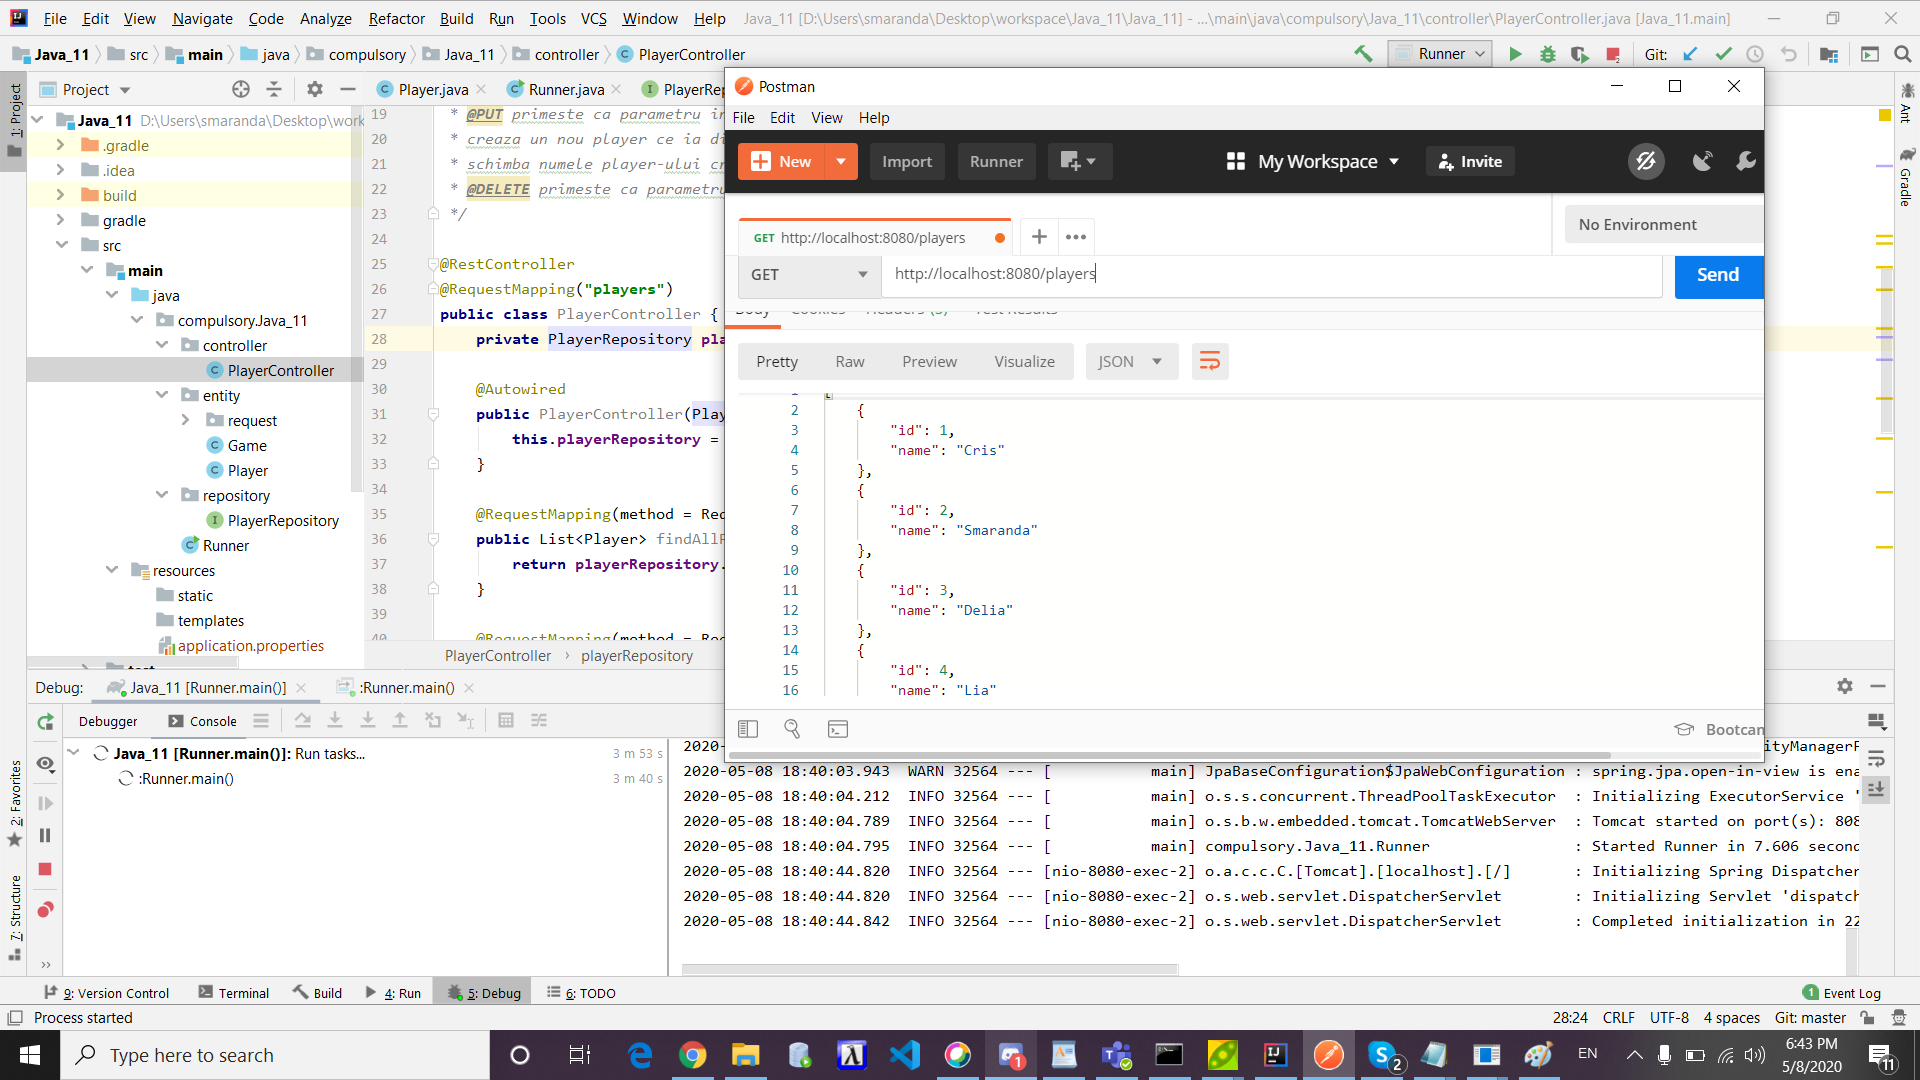 File Edit View Navigate Code Analyze Refactor Build Run Tools VCS Window Help Java_11 [D:\Users\smaranda\Desktop\workspace\Java_11\Java_11] - ...\main\java\compulsory\Java_11\controller\PlayerController.java [Java_11.main]
Java_11 src main java compulsory Java_11 controller PlayerController Runner Git:
Project Player.java Runner.java PlayerRep
1: Project
Java_11 D:\Users\smaranda\Desktop\work
.gradle
.idea
build
gradle
src
main
java
compulsory.Java_11
controller
PlayerController
entity
request
Game
Player
repository
PlayerRepository
Runner
resources
static
templates
application.properties
19 * @PUT primeste ca parametru in
20 * creaza un nou player ce ia di
21 * schimba numele player-ului cr
22 * @DELETE primeste ca parametru
23 */
24
25 @RestController
26 @RequestMapping("players")
27 public class PlayerController {
28 private PlayerRepository pla
29
30 @Autowired
31 public PlayerController(Play
32 this.playerRepository =
33 }
34
35 @RequestMapping(method = Req
36 public List<Player> findAllP
37 return playerRepository.
38 }
39
40 @RequestMapping(method = Req
PlayerController › playerRepository
Postman
File Edit View Help
New Import Runner My Workspace Invite
GET http://localhost:8080/players
No Environment
GET http://localhost:8080/players Send
Body Cookies Headers (5) Test Results
Pretty Raw Preview Visualize JSON
1 [
2 {
3 "id": 1,
4 "name": "Cris"
5 },
6 {
7 "id": 2,
8 "name": "Smaranda"
9 },
10 {
11 "id": 3,
12 "name": "Delia"
13 },
14 {
15 "id": 4,
16 "name": "Lia"
Bootcam
Ant
Gradle
Debug: Java_11 [Runner.main()] :Runner.main()
Debugger Console
Java_11 [Runner.main()]: Run tasks... 3 m 53 s
:Runner.main() 3 m 40 s
2020-05-08 18:40:03.943 WARN 32564 --- [ main] JpaBaseConfiguration$JpaWebConfiguration : spring.jpa.open-in-view is ena
2020-05-08 18:40:04.212 INFO 32564 --- [ main] o.s.s.concurrent.ThreadPoolTaskExecutor : Initializing ExecutorService '
2020-05-08 18:40:04.789 INFO 32564 --- [ main] o.s.b.w.embedded.tomcat.TomcatWebServer : Tomcat started on port(s): 808
2020-05-08 18:40:04.795 INFO 32564 --- [ main] compulsory.Java_11.Runner : Started Runner in 7.606 second
2020-05-08 18:40:44.820 INFO 32564 --- [nio-8080-exec-2] o.a.c.c.C.[Tomcat].[localhost].[/] : Initializing Spring Dispatcher
2020-05-08 18:40:44.820 INFO 32564 --- [nio-8080-exec-2] o.s.web.servlet.DispatcherServlet : Initializing Servlet 'dispatc
2020-05-08 18:40:44.842 INFO 32564 --- [nio-8080-exec-2] o.s.web.servlet.DispatcherServlet : Completed initialization in 22
2: Favorites
7: Structure
9: Version Control Terminal Build 4: Run 5: Debug 6: TODO 1 Event Log
Process started 28:24 CRLF UTF-8 4 spaces Git: master
Type here to search EN 6:43 PM
5/8/2020 11